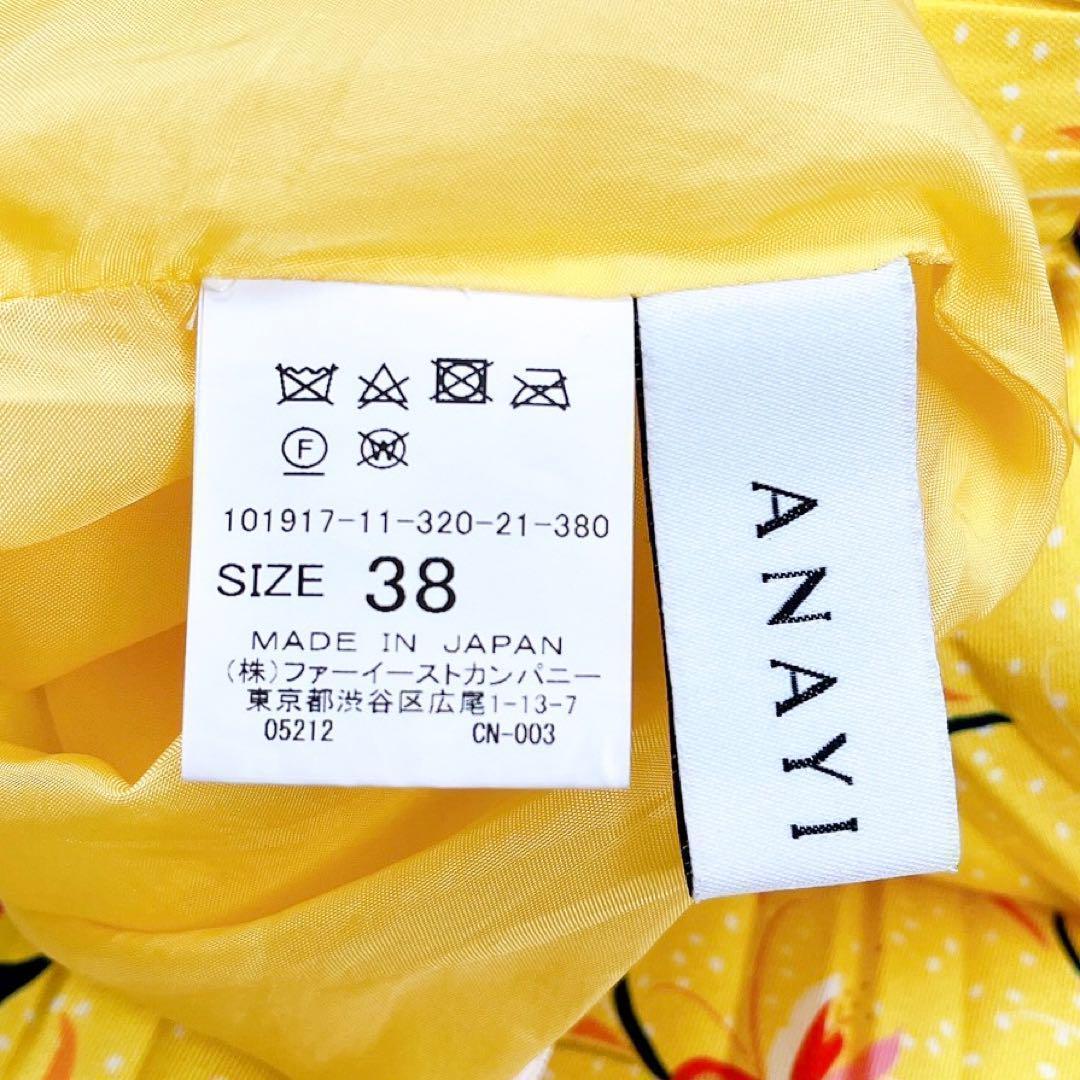 F
W
101917-11-320-21-380
SIZE 38
MADE IN JAPAN
(株)ファーイーストカンパニー
東京都渋谷区広尾1-13-7
05212 CN-003
ANAYI